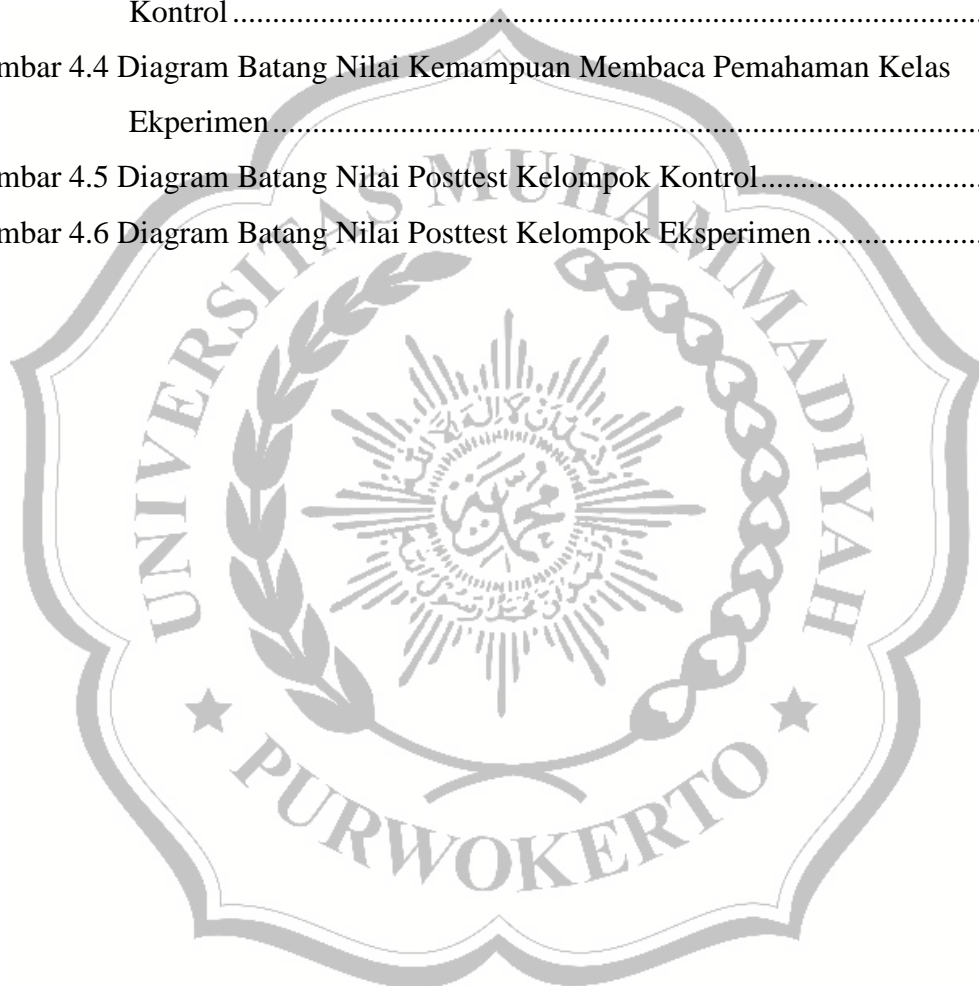 Kontrol................................................................................................
mbar 4.4 Diagram Batang Nilai Kemampuan Membaca Pemahaman Kelas
Ekperimen...........................................................................................
mbar 4.5 Diagram Batang Nilai Posttest Kelompok Kontrol............................
mbar 4.6 Diagram Batang Nilai Posttest Kelompok Eksperimen.....................
UNIVERSITAS MUHAMMADIYAH
PURWOKERTO